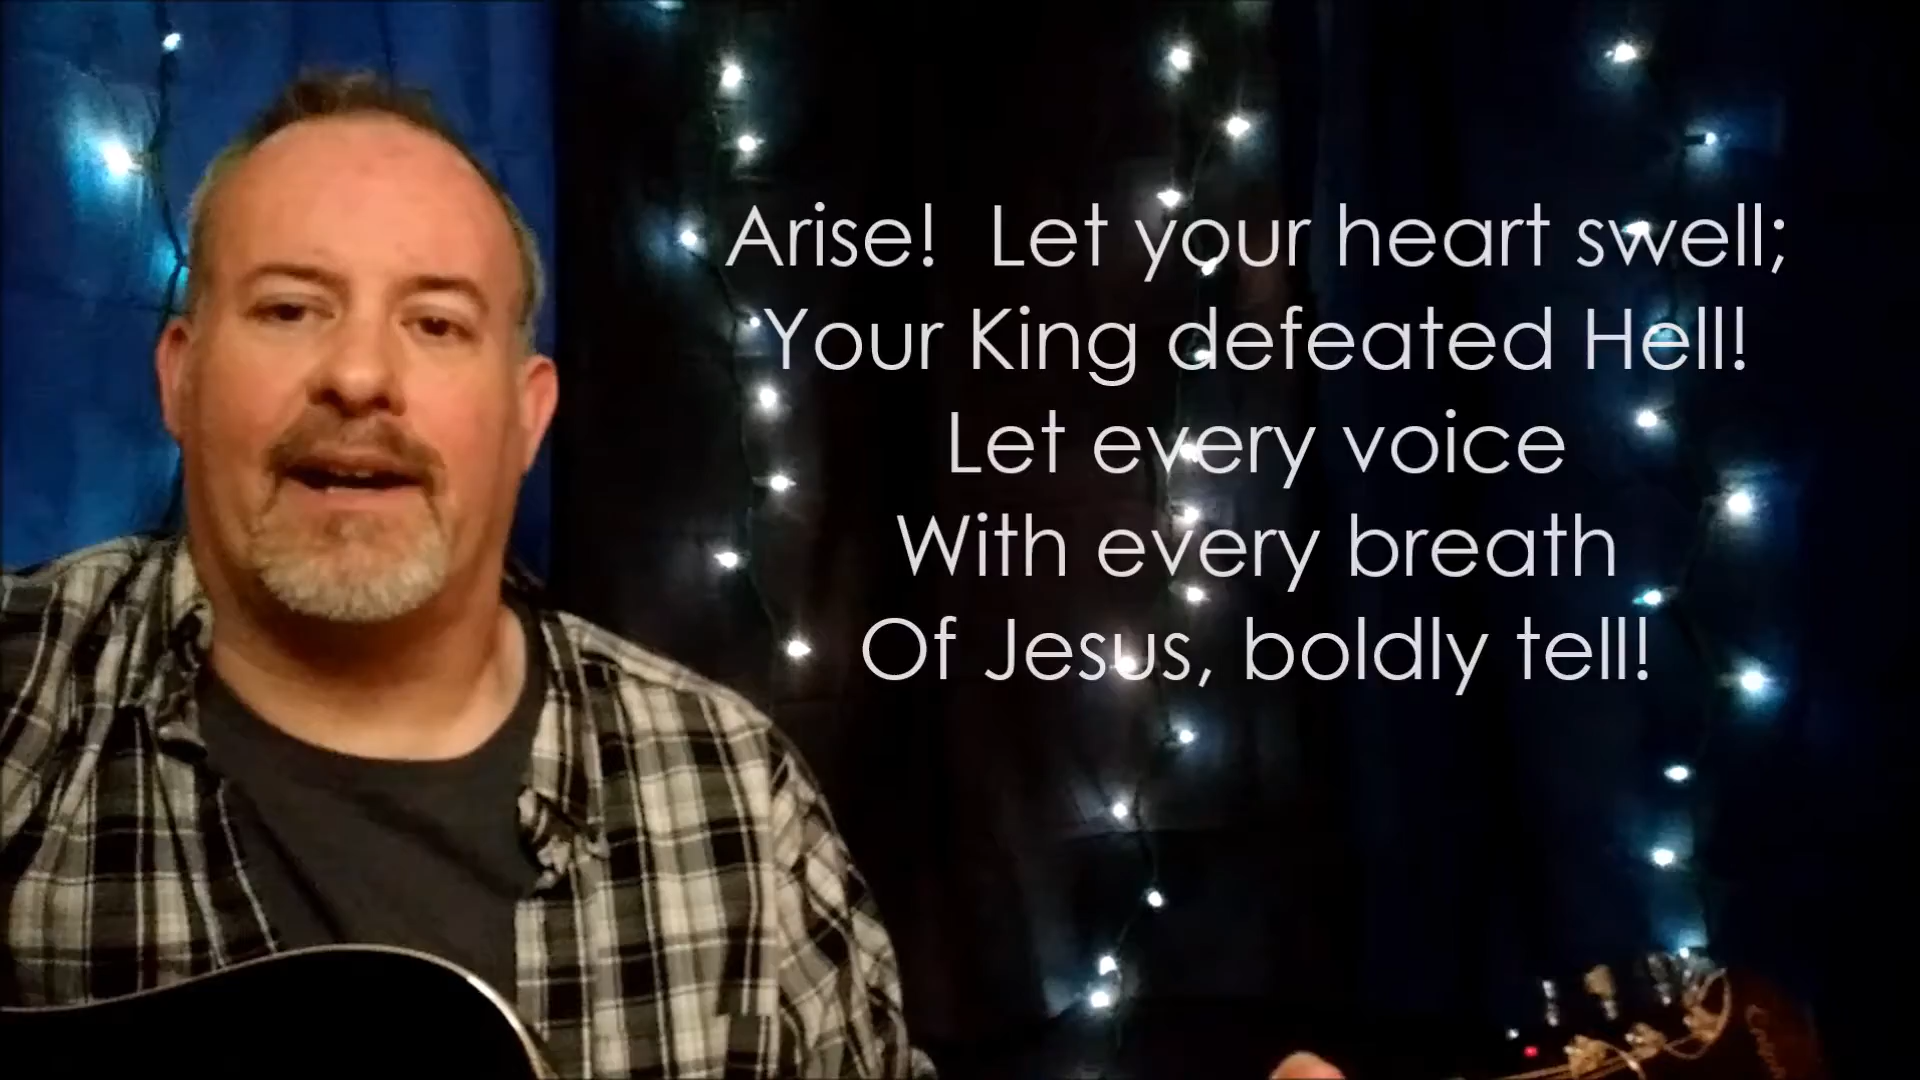 Arise!  Let your heart swell;
Your King defeated Hell!
Let every voice
With every breath
Of Jesus, boldly tell!